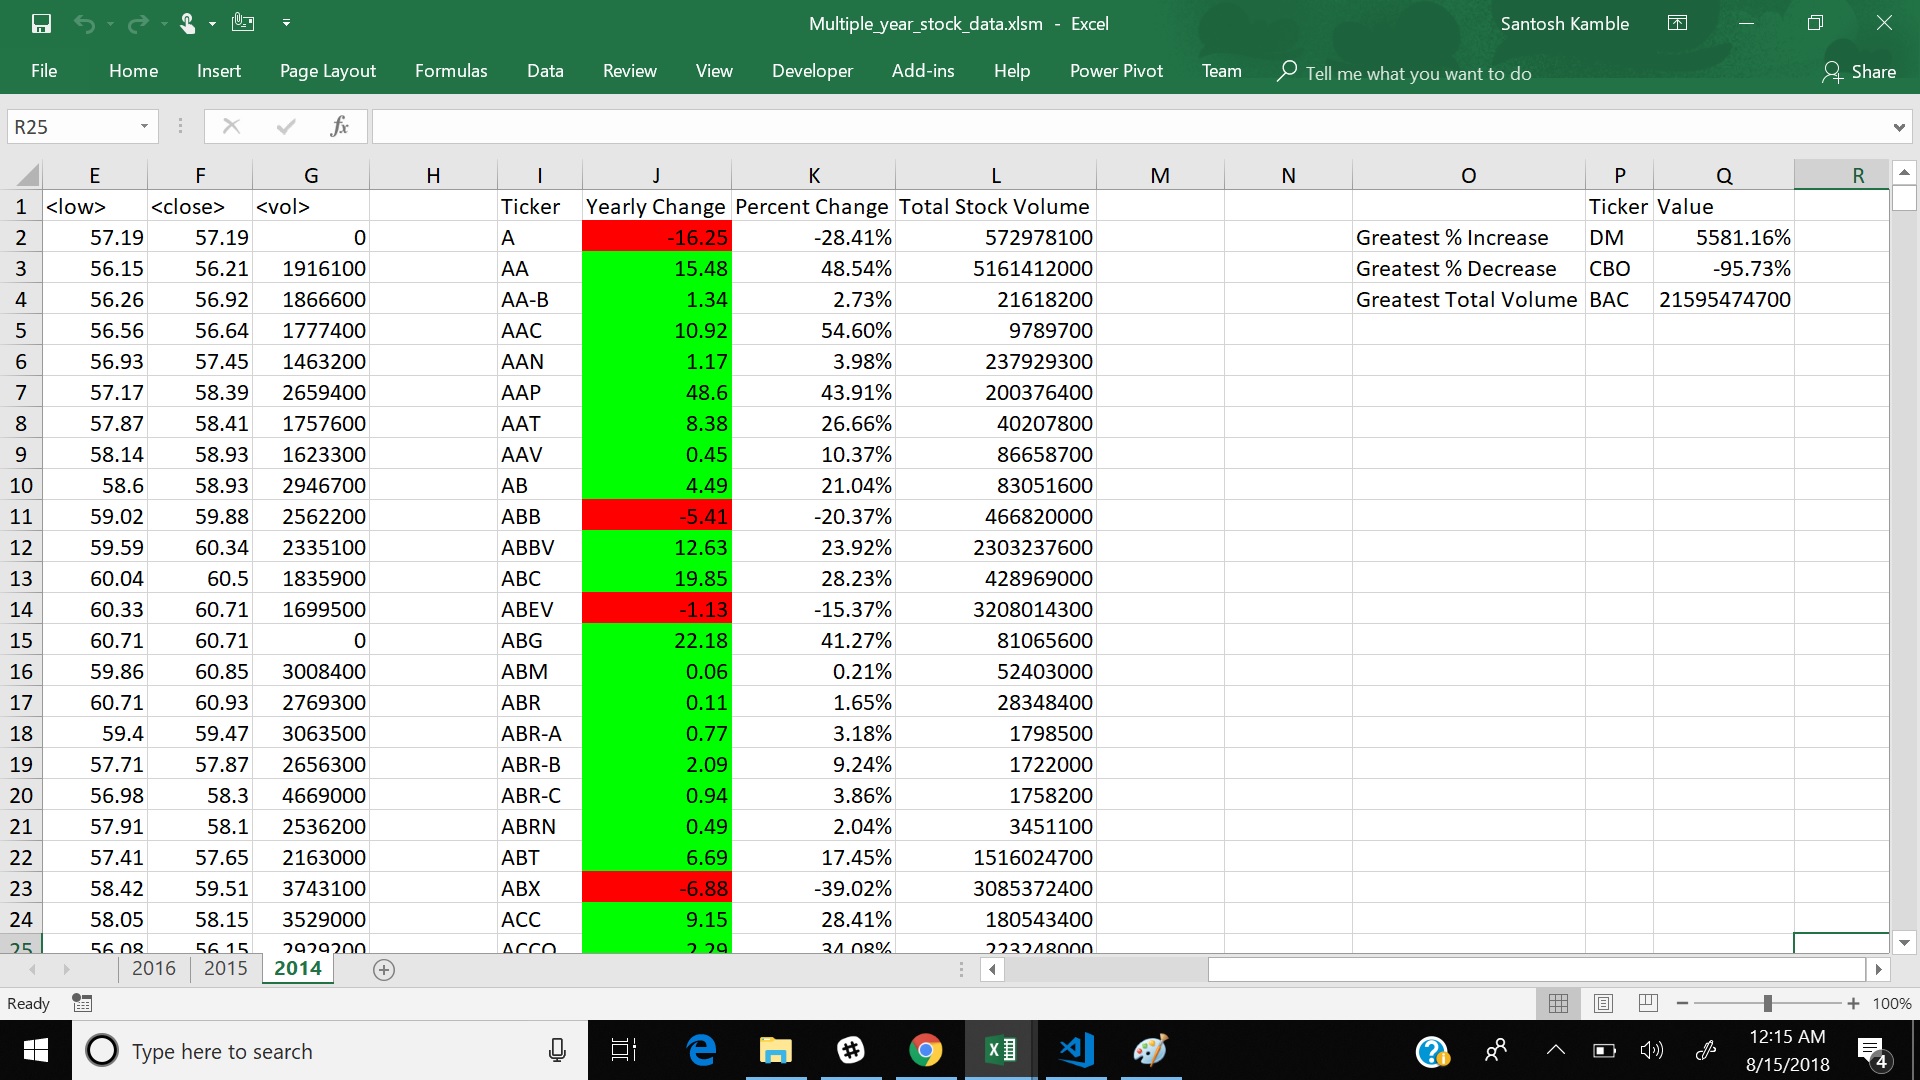 Multiple_year_stock_data.xlsm - Excel
Santosh Kamble
File Home Insert Page Layout Formulas Data Review View Developer Add-ins Help Power Pivot Team Tell me what you want to do Share
R25 fx
E F G H I J K L M N O P Q R
1 <low> <close> <vol> Ticker Yearly Change Percent Change Total Stock Volume Ticker Value
2 57.19 57.19 0 A -16.25 -28.41% 572978100 Greatest % Increase DM 5581.16%
3 56.15 56.21 1916100 AA 15.48 48.54% 5161412000 Greatest % Decrease CBO -95.73%
4 56.26 56.92 1866600 AA-B 1.34 2.73% 21618200 Greatest Total Volume BAC 21595474700
5 56.56 56.64 1777400 AAC 10.92 54.60% 9789700
6 56.93 57.45 1463200 AAN 1.17 3.98% 237929300
7 57.17 58.39 2659400 AAP 48.6 43.91% 200376400
8 57.87 58.41 1757600 AAT 8.38 26.66% 40207800
9 58.14 58.93 1623300 AAV 0.45 10.37% 86658700
10 58.6 58.93 2946700 AB 4.49 21.04% 83051600
11 59.02 59.88 2562200 ABB -5.41 -20.37% 466820000
12 59.59 60.34 2335100 ABBV 12.63 23.92% 2303237600
13 60.04 60.5 1835900 ABC 19.85 28.23% 428969000
14 60.33 60.71 1699500 ABEV -1.13 -15.37% 3208014300
15 60.71 60.71 0 ABG 22.18 41.27% 81065600
16 59.86 60.85 3008400 ABM 0.06 0.21% 52403000
17 60.71 60.93 2769300 ABR 0.11 1.65% 28348400
18 59.4 59.47 3063500 ABR-A 0.77 3.18% 1798500
19 57.71 57.87 2656300 ABR-B 2.09 9.24% 1722000
20 56.98 58.3 4669000 ABR-C 0.94 3.86% 1758200
21 57.91 58.1 2536200 ABRN 0.49 2.04% 3451100
22 57.41 57.65 2163000 ABT 6.69 17.45% 1516024700
23 58.42 59.51 3743100 ABX -6.88 -39.02% 3085372400
24 58.05 58.15 3529000 ACC 9.15 28.41% 180543400
25 56.08 56.15 2929200 ACCO 2.29 34.08% 223248000
2016 2015 2014
Ready 100%
Type here to search
12:15 AM
8/15/2018
4